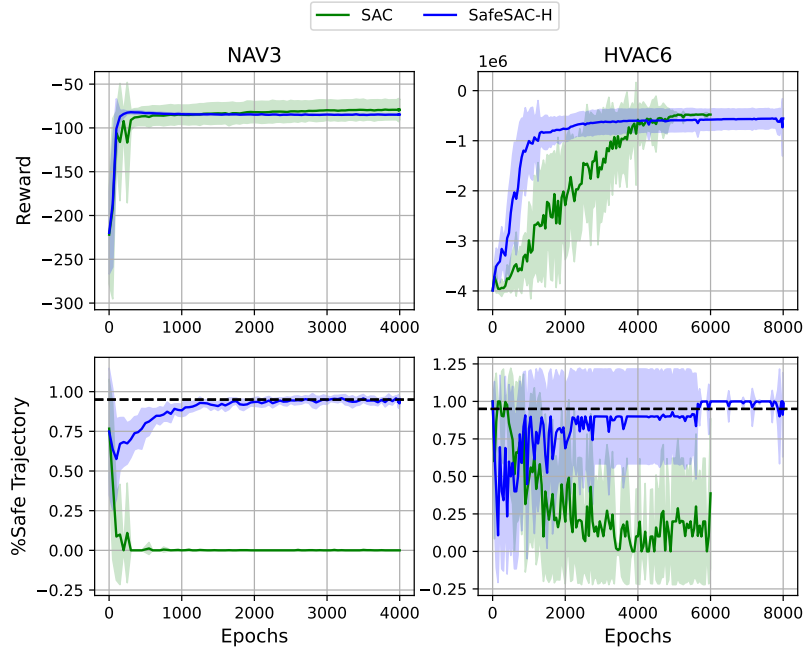 SAC SafeSAC-H
NAV3 HVAC6
1e6
−50
−100
−150
−200
−250
−300
Reward
0 1000 2000 3000 4000
0
−1
−2
−3
−4
0 2000 4000 6000 8000
1.00
0.75
0.50
0.25
0.00
−0.25
%Safe Trajectory
0 1000 2000 3000 4000
Epochs
1.25
1.00
0.75
0.50
0.25
0.00
−0.25
0 2000 4000 6000 8000
Epochs